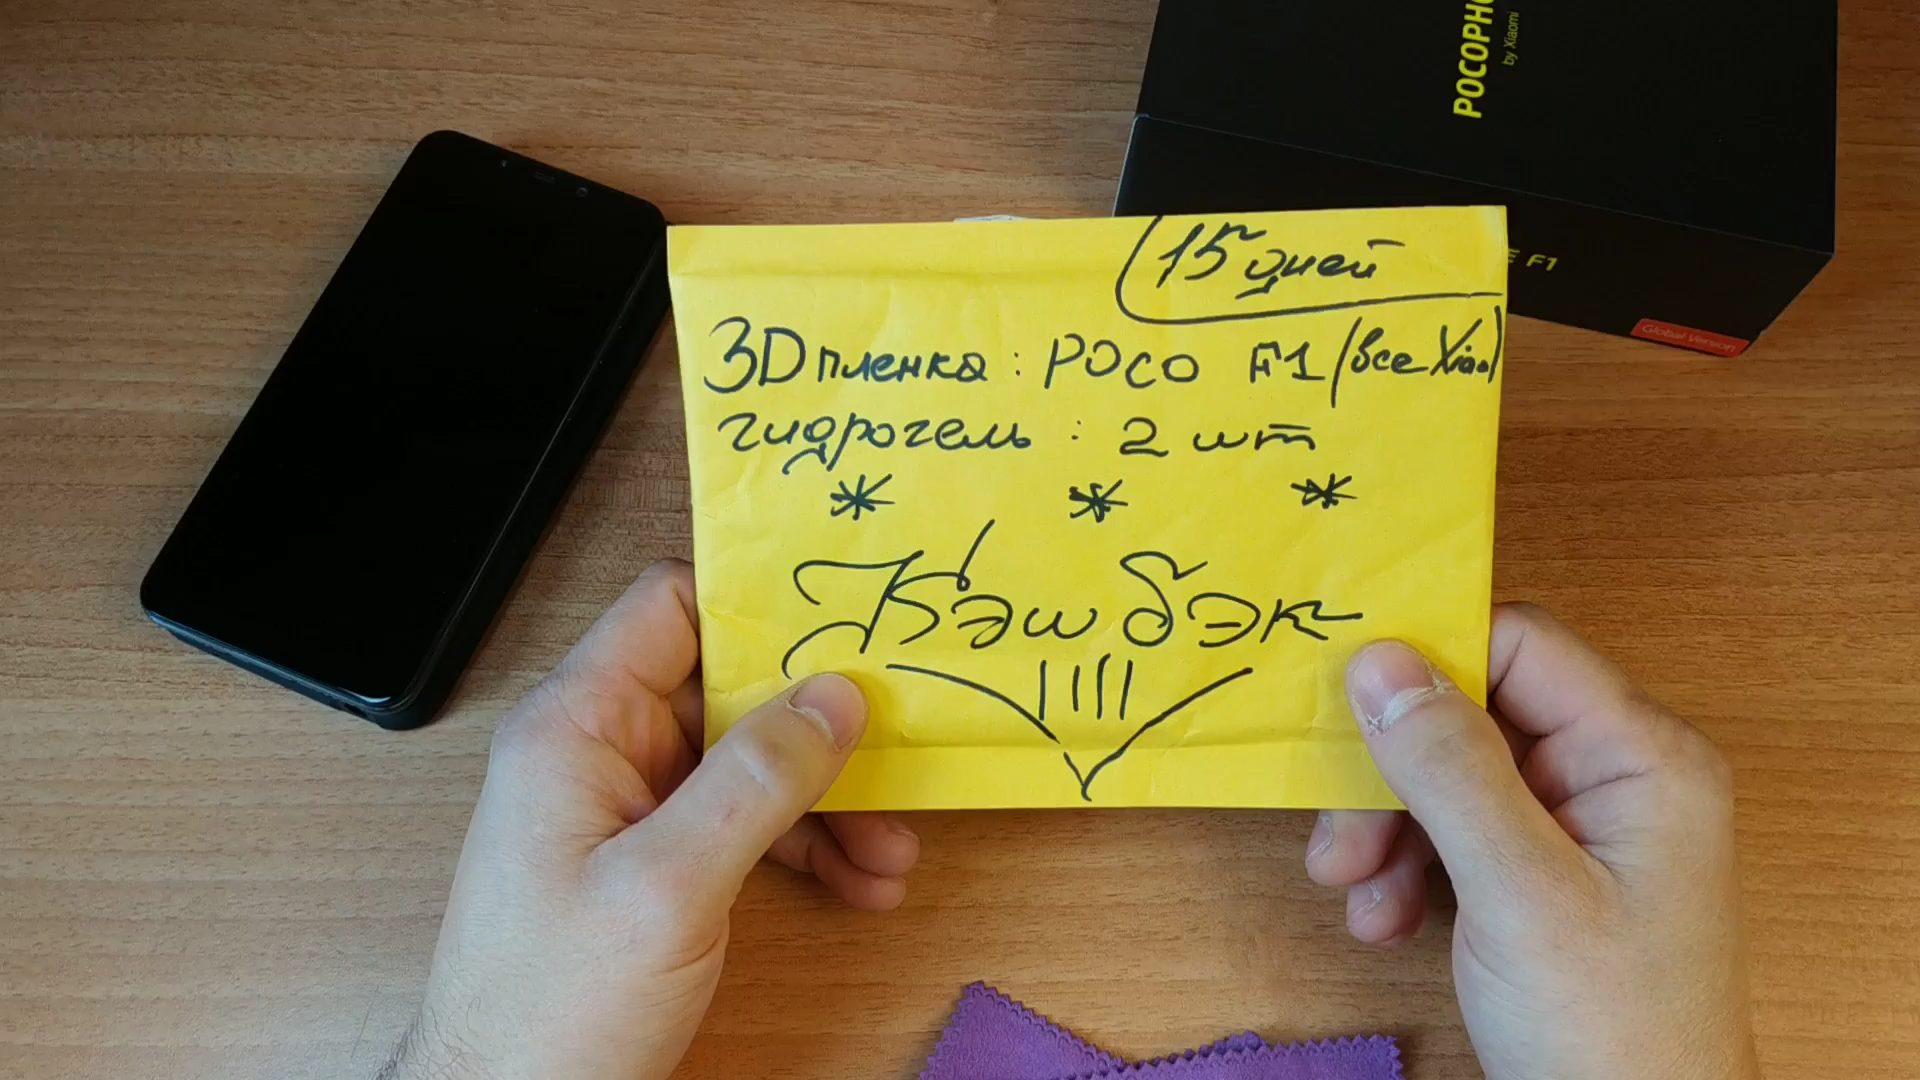 POCOPHO
by Xiaomi
E F1
Global Version
15 дней
3D пленка : POCO F1 (все Xiao)
гидрогель : 2 шт
* * *
Кэшбэк